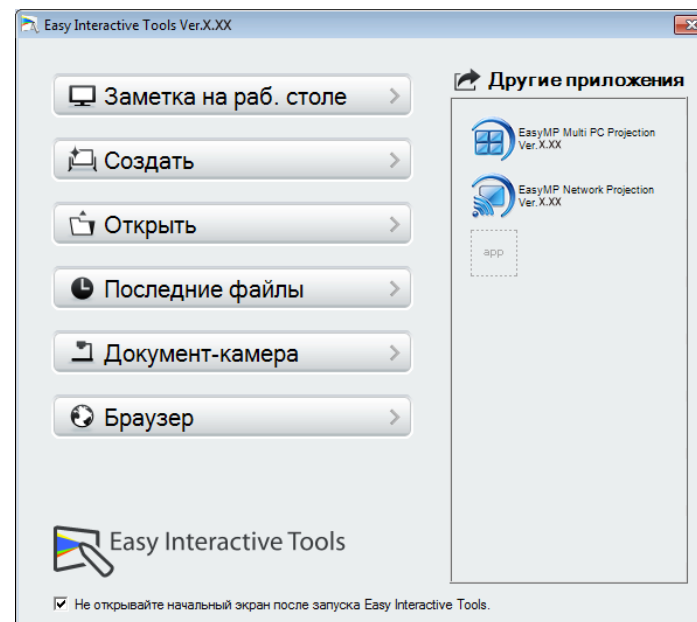 Easy Interactive Tools Ver.X.XX
Заметка на раб. столе
Создать
Открыть
Последние файлы
Документ-камера
Браузер
Другие приложения
EasyMP Multi PC Projection
Ver.X.XX
EasyMP Network Projection
Ver.X.XX
app
Easy Interactive Tools
Не открывайте начальный экран после запуска Easy Interactive Tools.